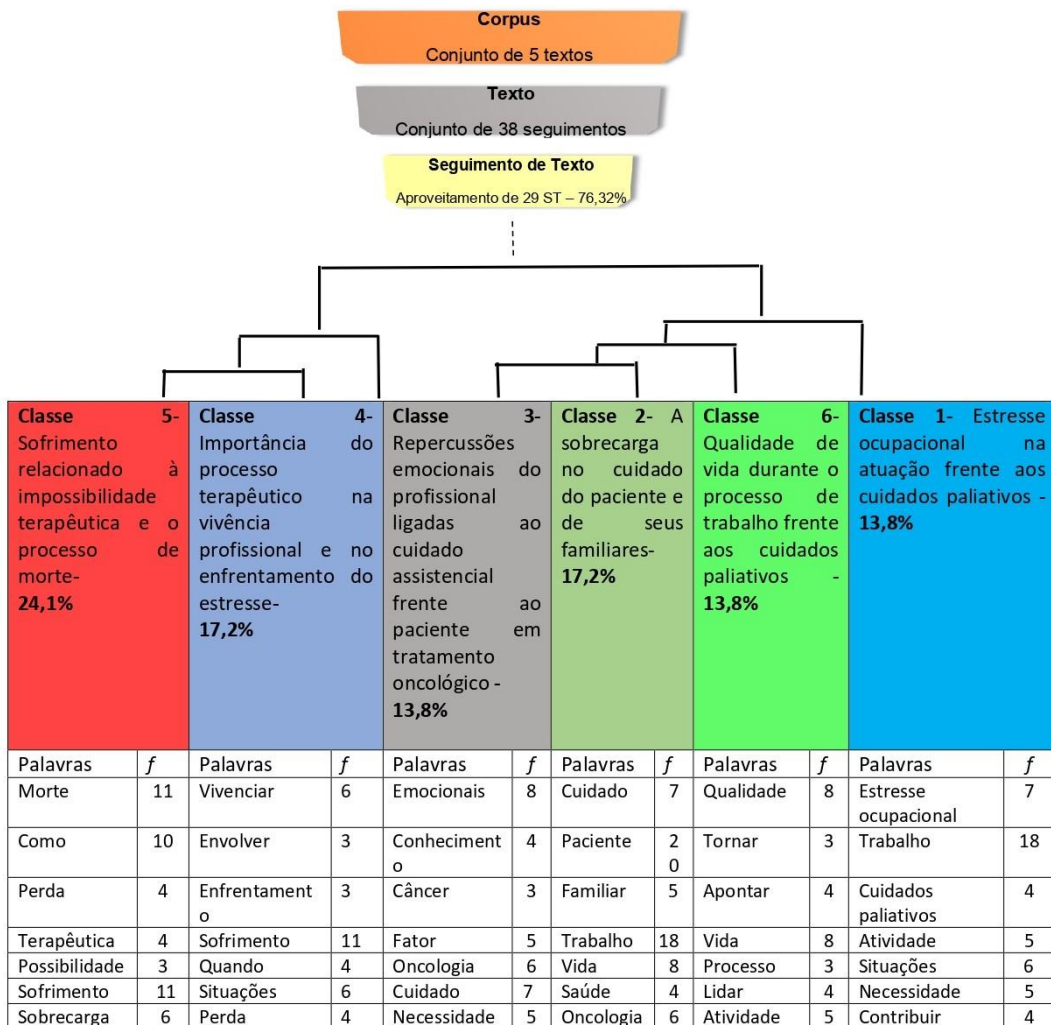 Corpus
Conjunto de 5 textos
Texto
Conjunto de 38 seguimentos
Seguimento de Texto
Aproveitamento de 29 ST – 76,32%
Classe 5-
Sofrimento
relacionado à
impossibilidade
terapêutica e o
processo de
morte-
24,1%
Classe 4-
Importância do
processo
terapêutico na
vivência
profissional e no
enfrentamento do
estresse-
17,2%
Classe 3-
Repercussões
emocionais do
profissional
ligadas ao
cuidado
assistencial
frente ao
paciente em
tratamento
oncológico -
13,8%
Classe 2- A
sobrecarga
no cuidado
do paciente e
de seus
familiares-
17,2%
Classe 6-
Qualidade de
vida durante o
processo de
trabalho frente
aos cuidados
paliativos -
13,8%
Classe 1- Estresse
ocupacional na
atuação frente aos
cuidados paliativos -
13,8%
Palavras f Palavras f Palavras f Palavras f Palavras f Palavras f
Morte 11 Vivenciar 6 Emocionais 8 Cuidado 7 Qualidade 8 Estresse 7
ocupacional
Como 10 Envolver 3 Conheciment 4 Paciente 2 Tornar 3 Trabalho 18
o 0
Perda 4 Enfrentament 3 Câncer 3 Familiar 5 Apontar 4 Cuidados 4
o paliativos
Terapêutica 4 Sofrimento 11 Fator 5 Trabalho 18 Vida 8 Atividade 5
Possibilidade 3 Quando 4 Oncologia 6 Vida 8 Processo 3 Situações 6
Sofrimento 11 Situações 6 Cuidado 7 Saúde 4 Lidar 4 Necessidade 5
Sobrecarga 6 Perda 4 Necessidade 5 Oncologia 6 Atividade 5 Contribuir 4